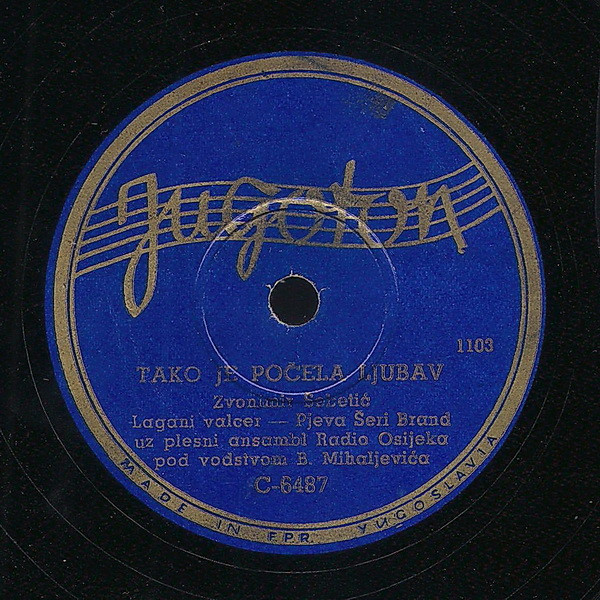 Jugoton
1103
TAKO JE POČELA LJUBAV
Zvonimir Sabetić
Lagani valcer — Pjeva Šeri Brand
uz plesni ansambl Radio Osijeka
pod vodstvom B. Mihaljevića
C-6487
MADE IN F.P.R. YUGOSLAVIA